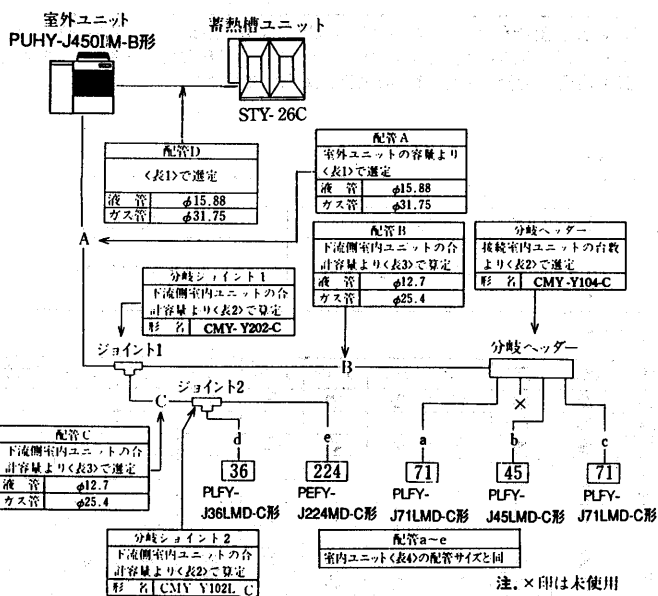 室外ユニット
PUHY-J450IM-B形
蓄熱槽ユニット
STY-26C
配管D
〈表1〉で選定
液 管 φ15.88
ガス管 φ31.75
配管A
室外ユニットの容量より
〈表1〉で選定
液 管 φ15.88
ガス管 φ31.75
A
配管B
下流側室内ユニットの合
計容量より〈表3〉で算定
液 管 φ12.7
ガス管 φ25.4
分岐ヘッダー
接続室内ユニットの台数
より〈表2〉で選定
形 名 CMY-Y104-C
分岐ジョイント1
下流側室内ユニットの合
計容量より〈表2〉で算定
形 名 CMY-Y202-C
ジョイント1
B
分岐ヘッダー
C
ジョイント2
×
d
e
a
b
c
配管C
下流側室内ユニットの合
計容量より〈表3〉で選定
液 管 φ12.7
ガス管 φ25.4
36
224
71
45
71
PLFY-
J36LMD-C形
PEFY-
J224MD-C形
PLFY-
J71LMD-C形
PLFY-
J45LMD-C形
PLFY-
J71LMD-C形
分岐ジョイント2
下流側室内ユニットの合
計容量より〈表2〉で算定
形 名 CMY Y102L C
配管a～e
室内ユニット〈表4〉の配管サイズと同
注. ×印は未使用